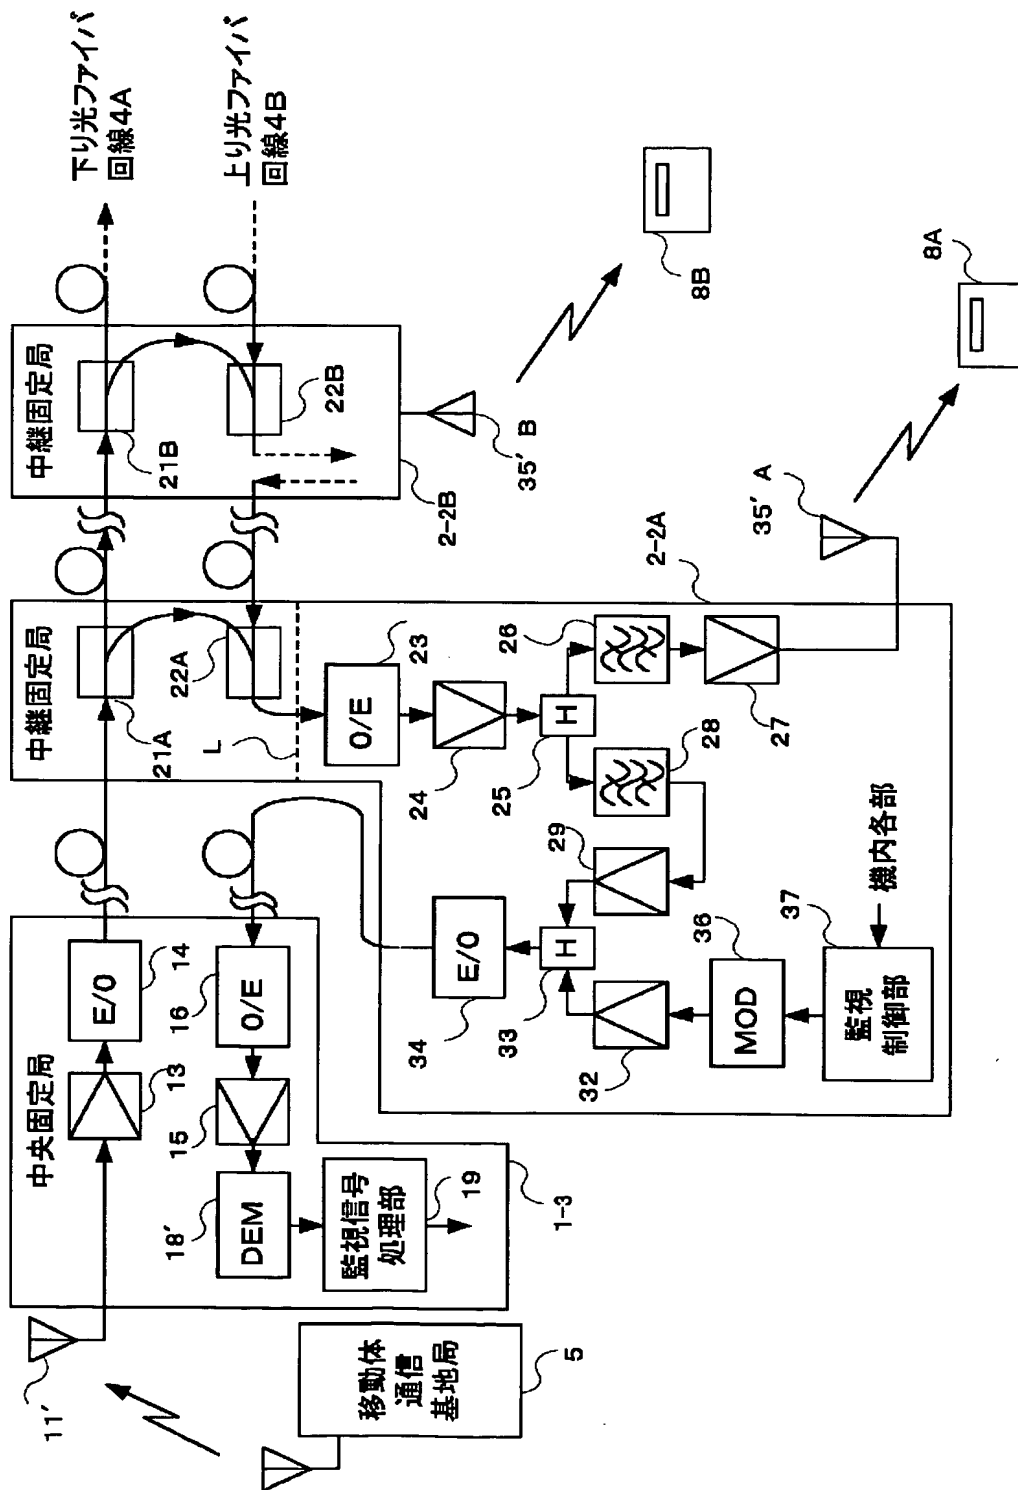 下り光ファイバ
回線4A
上り光ファイバ
回線4B
中央固定局
中継固定局
中継固定局
11′
13
E/O
14
21A
21B
22A
22B
L
O/E
16
15
DEM
18′
監視信号
処理部
19
1-3
移動体
通信
基地局
5
O/E
23
24
H
25
26
27
28
29
H
33
E/O
34
32
MOD
36
監視
制御部
37
機内各部
2-2A
2-2B
35′ A
35′ B
8A
8B